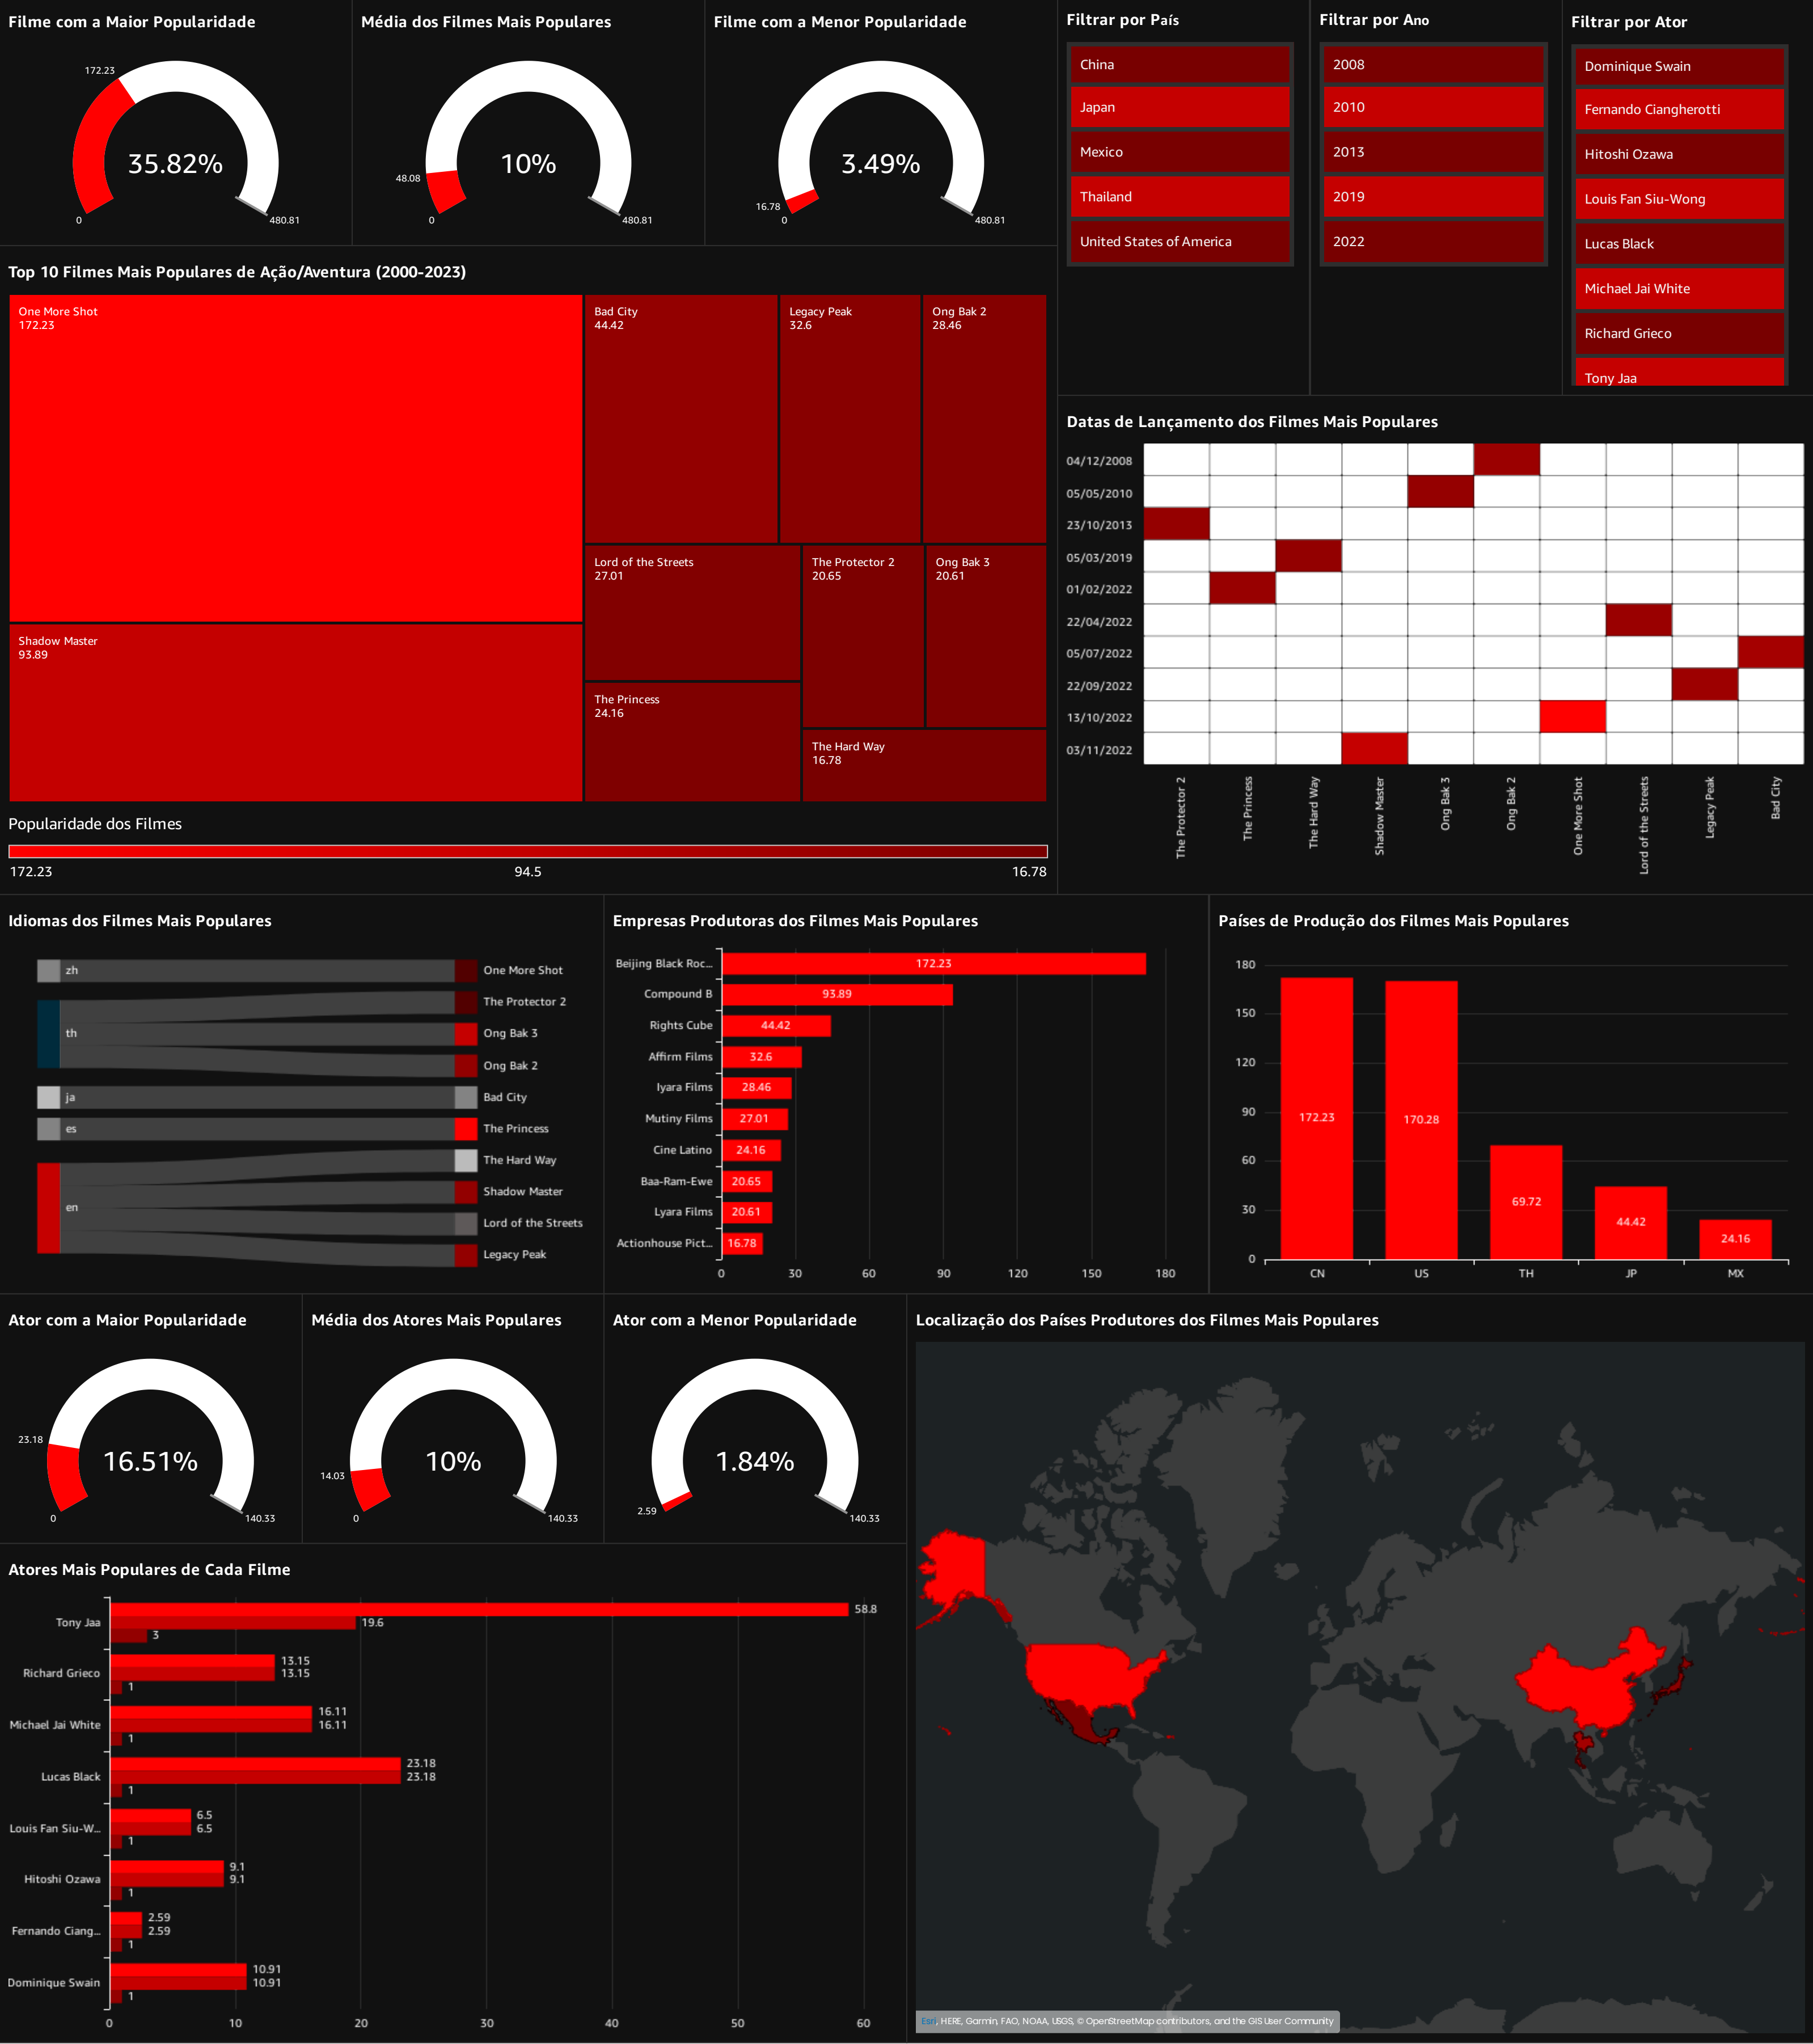 Filme com a Maior Popularidade
172.23
35.82%
0
480.81
Média dos Filmes Mais Populares
48.08
10%
0
480.81
Filme com a Menor Popularidade
16.78
3.49%
0
480.81
Filtrar por País
China
Japan
Mexico
Thailand
United States of America
Filtrar por Ano
2008
2010
2013
2019
2022
Filtrar por Ator
Dominique Swain
Fernando Ciangherotti
Hitoshi Ozawa
Louis Fan Siu-Wong
Lucas Black
Michael Jai White
Richard Grieco
Tony Jaa
Top 10 Filmes Mais Populares de Ação/Aventura (2000-2023)
One More Shot
172.23
Shadow Master
93.89
Bad City
44.42
Legacy Peak
32.6
Ong Bak 2
28.46
Lord of the Streets
27.01
The Princess
24.16
The Protector 2
20.65
Ong Bak 3
20.61
The Hard Way
16.78
Popularidade dos Filmes
172.23
94.5
16.78
Datas de Lançamento dos Filmes Mais Populares
04/12/2008
05/05/2010
23/10/2013
05/03/2019
01/02/2022
22/04/2022
05/07/2022
22/09/2022
13/10/2022
03/11/2022
The Protector 2
The Princess
The Hard Way
Shadow Master
Ong Bak 3
Ong Bak 2
One More Shot
Lord of the Streets
Legacy Peak
Bad City
Idiomas dos Filmes Mais Populares
zh
th
ja
es
en
One More Shot
The Protector 2
Ong Bak 3
Ong Bak 2
Bad City
The Princess
The Hard Way
Shadow Master
Lord of the Streets
Legacy Peak
Empresas Produtoras dos Filmes Mais Populares
Beijing Black Roc... 172.23
Compound B 93.89
Rights Cube 44.42
Affirm Films 32.6
Iyara Films 28.46
Mutiny Films 27.01
Cine Latino 24.16
Baa-Ram-Ewe 20.65
Lyara Films 20.61
Actionhouse Pict... 16.78
0 30 60 90 120 150 180
Países de Produção dos Filmes Mais Populares
180
150
120
90
60
30
0
172.23
170.28
69.72
44.42
24.16
CN US TH JP MX
Ator com a Maior Popularidade
23.18
16.51%
0
140.33
Média dos Atores Mais Populares
14.03
10%
0
140.33
Ator com a Menor Popularidade
2.59
1.84%
0
140.33
Atores Mais Populares de Cada Filme
Tony Jaa
58.8
19.6
3
Richard Grieco
13.15
13.15
1
Michael Jai White
16.11
16.11
1
Lucas Black
23.18
23.18
1
Louis Fan Siu-W...
6.5
6.5
1
Hitoshi Ozawa
9.1
9.1
1
Fernando Ciang...
2.59
2.59
1
Dominique Swain
10.91
10.91
1
0 10 20 30 40 50 60
Localização dos Países Produtores dos Filmes Mais Populares
Esri, HERE, Garmin, FAO, NOAA, USGS, © OpenStreetMap contributors, and the GIS User Community